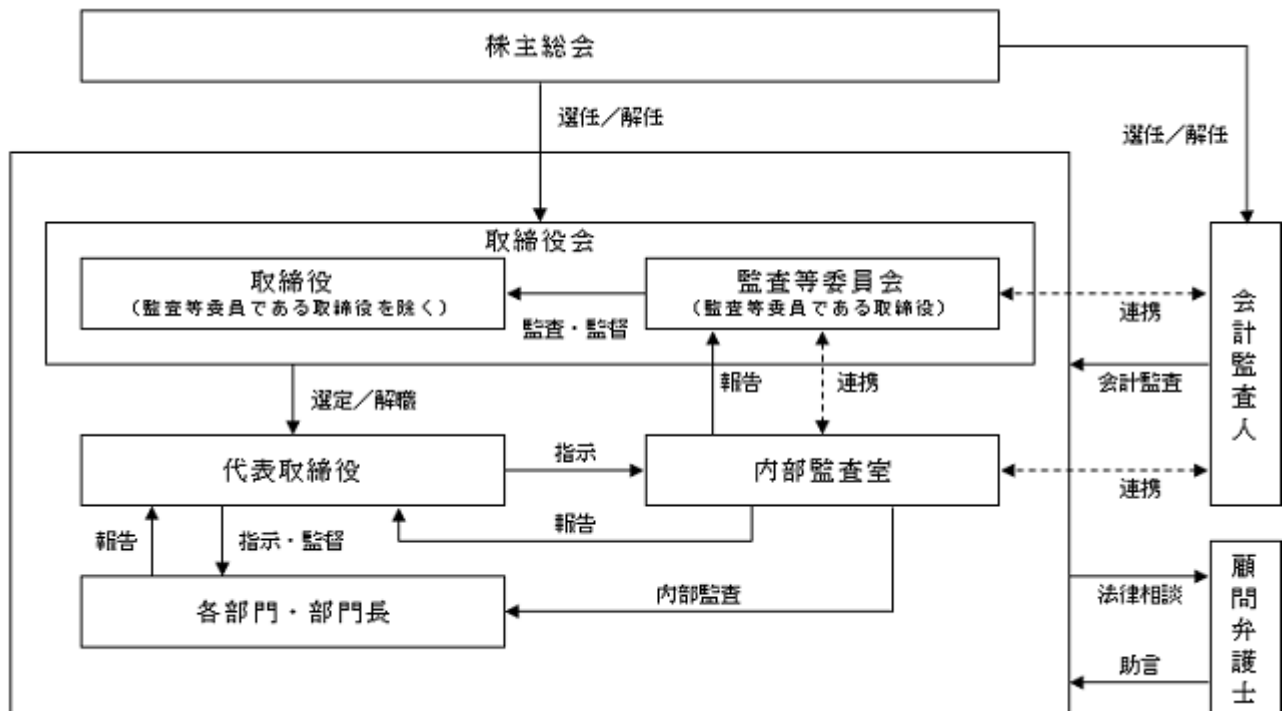 株主総会
選任／解任
選任／解任
取締役会
取締役
（監査等委員である取締役を除く）
監査等委員会
（監査等委員である取締役）
監査・監督
連携
会計監査人
報告
連携
会計監査
選定／解職
代表取締役
指示
内部監査室
連携
報告
報告
指示・監督
各部門・部門長
内部監査
法律相談
顧問弁護士
助言